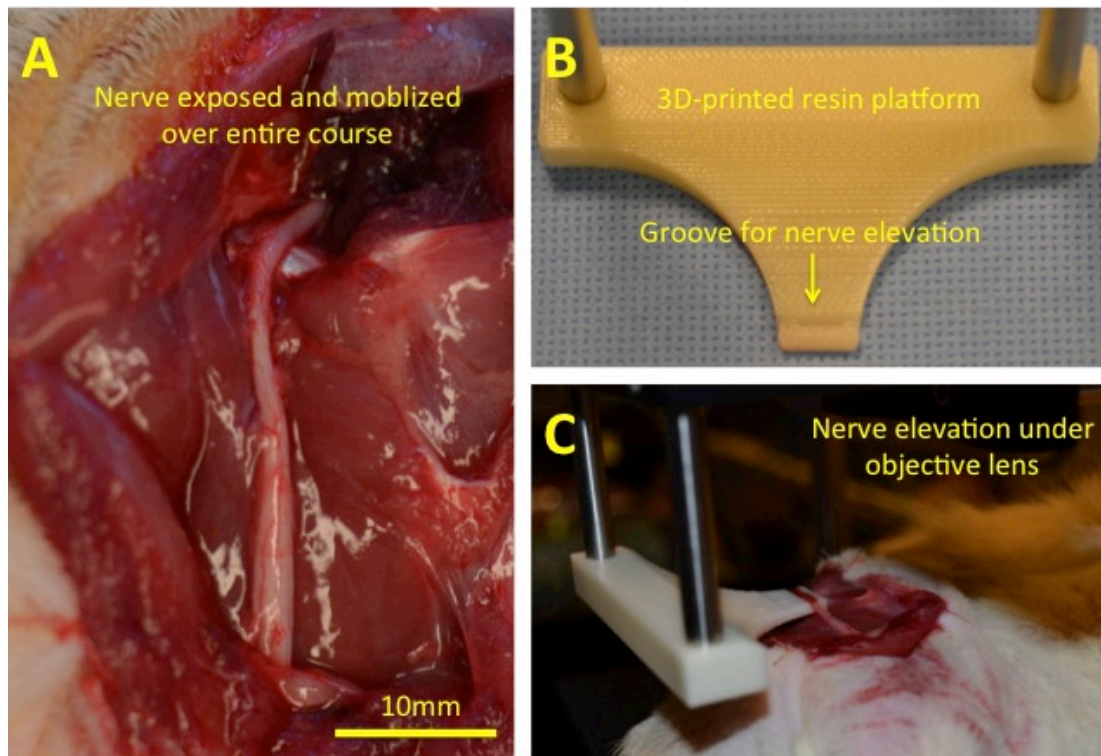 A
Nerve exposed and moblized
over entire course
10mm
B
3D-printed resin platform
Groove for nerve elevation
C
Nerve elevation under
objective lens